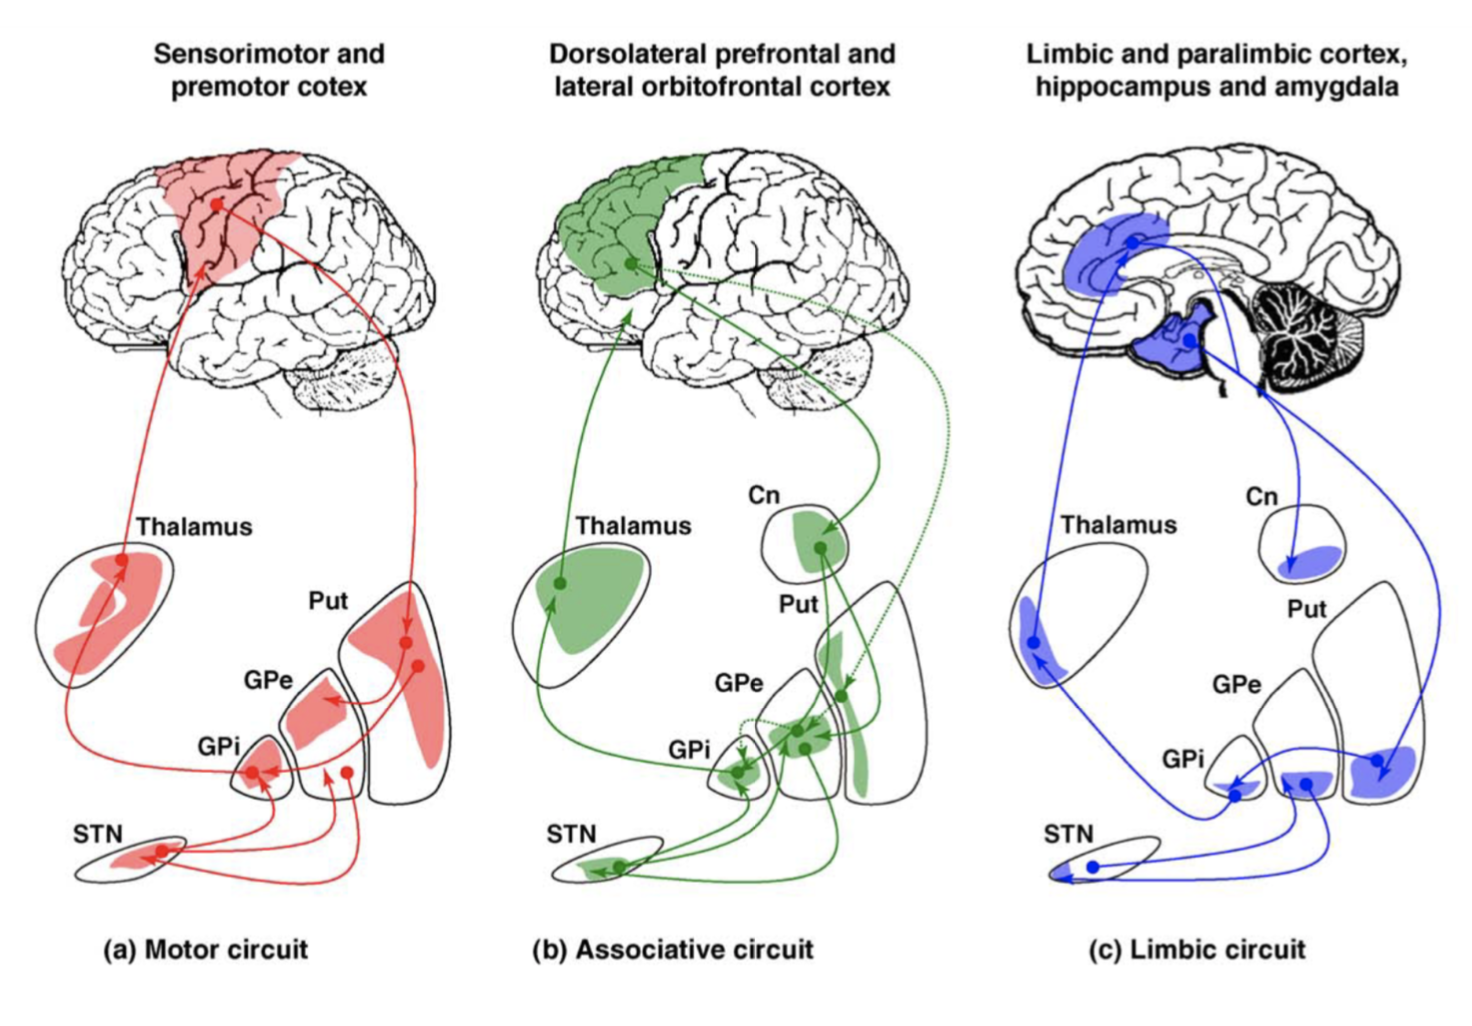 Sensorimotor and
premotor cotex
Thalamus
Put
GPe
GPi
STN
(a) Motor circuit
Dorsolateral prefrontal and
lateral orbitofrontal cortex
Cn
Thalamus
Put
GPe
GPi
STN
(b) Associative circuit
Limbic and paralimbic cortex,
hippocampus and amygdala
Cn
Thalamus
Put
GPe
GPi
STN
(c) Limbic circuit